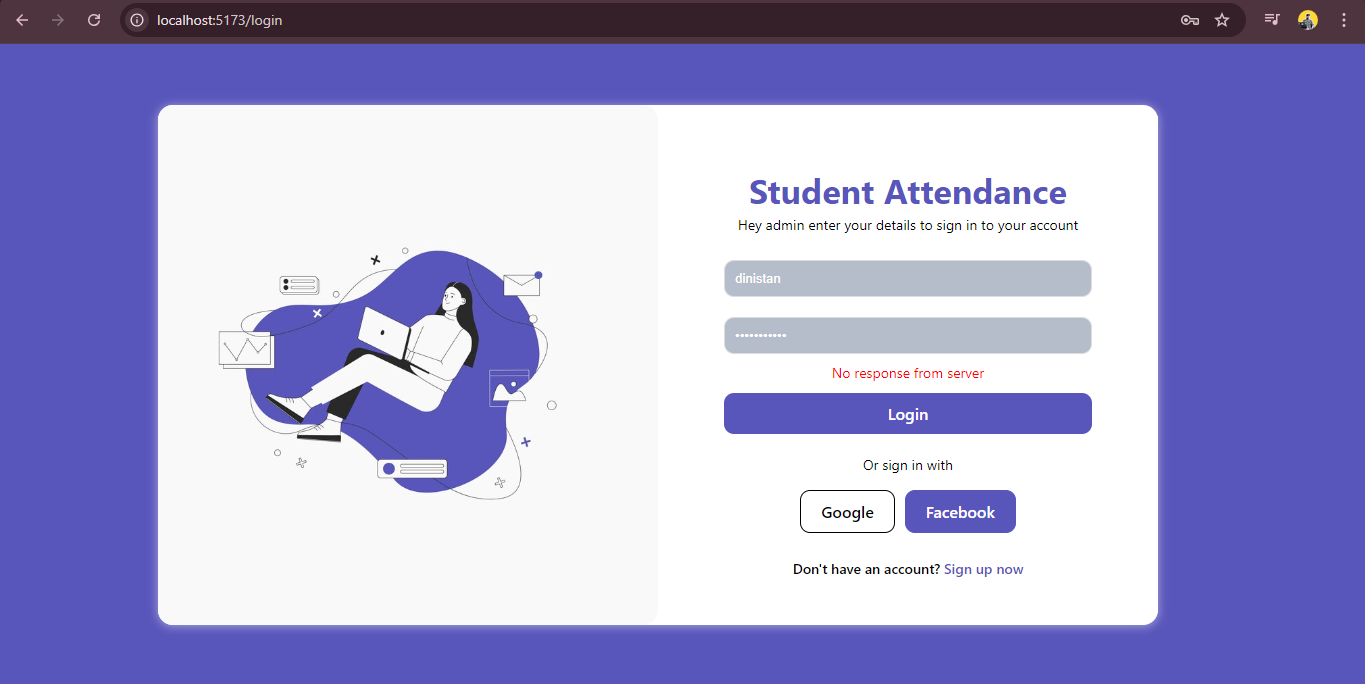 localhost:5173/login
Student Attendance
Hey admin enter your details to sign in to your account
dinistan
•••••••••••
No response from server
Login
Or sign in with
Google Facebook
Don't have an account? Sign up now